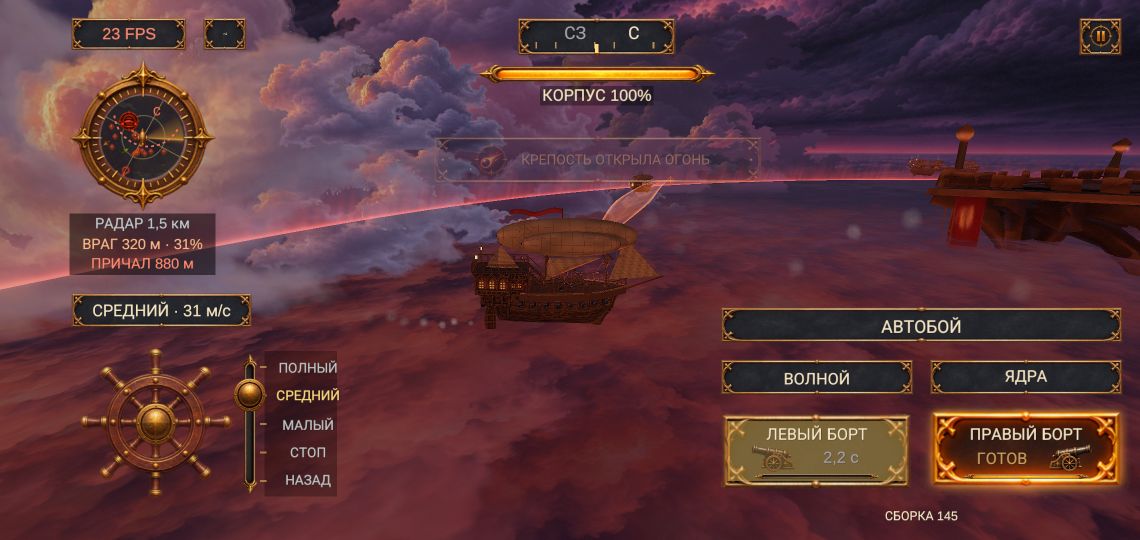 23 FPS
СЗ С
КОРПУС 100%
С
Р
КРЕПОСТЬ ОТКРЫЛА ОГОНЬ
РАДАР 1,5 км
ВРАГ 320 м · 31%
ПРИЧАЛ 880 м
СРЕДНИЙ · 31 м/с
ПОЛНЫЙ
СРЕДНИЙ
МАЛЫЙ
СТОП
НАЗАД
АВТОБОЙ
ВОЛНОЙ
ЯДРА
ЛЕВЫЙ БОРТ
2,2 с
ПРАВЫЙ БОРТ
ГОТОВ
СБОРКА 145